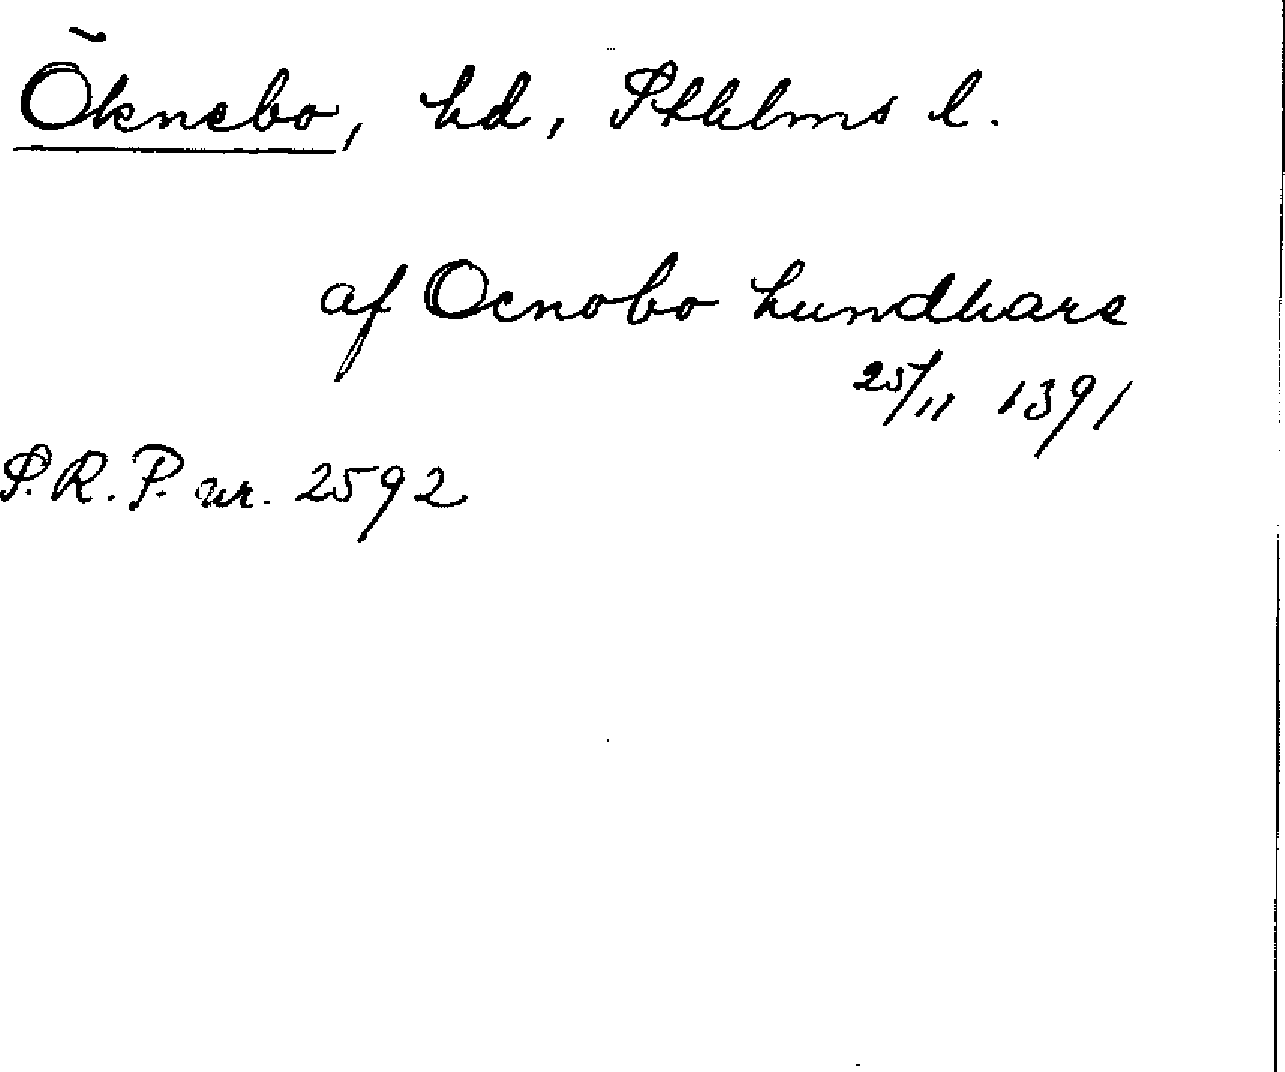 Öknebo, hd, Sthlms l.
af Ocnobo hundhare
25/11 1391
S.R.P. nr. 2592